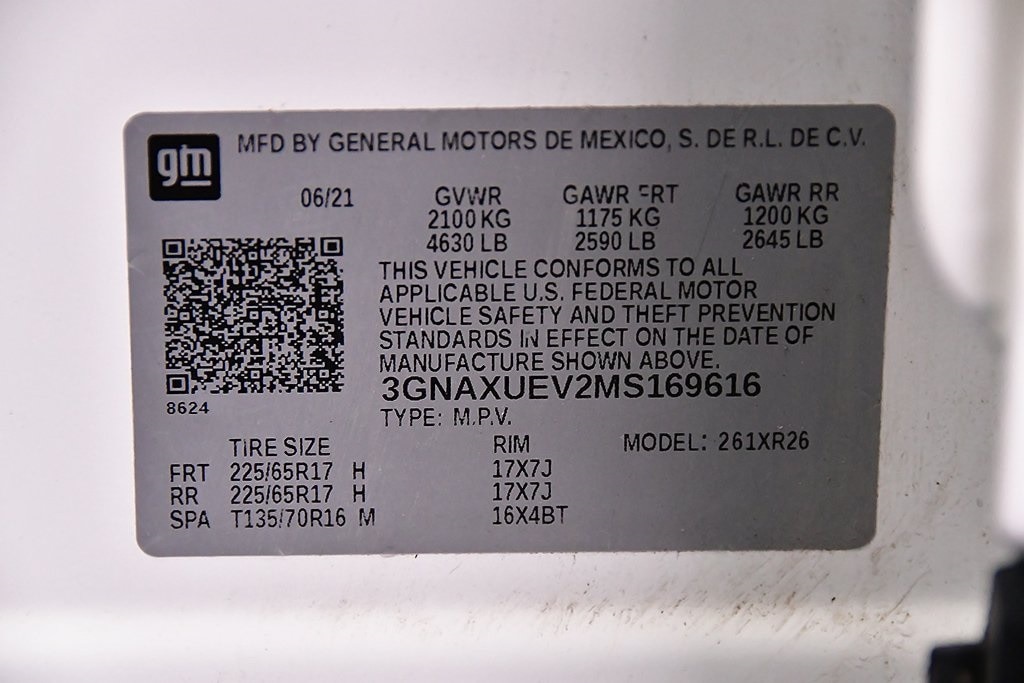 gm MFD BY GENERAL MOTORS DE MEXICO, S. DE R.L. DE C.V.
06/21 GVWR GAWR FRT GAWR RR
2100 KG 1175 KG 1200 KG
4630 LB 2590 LB 2645 LB
THIS VEHICLE CONFORMS TO ALL
APPLICABLE U.S. FEDERAL MOTOR
VEHICLE SAFETY AND THEFT PREVENTION
STANDARDS IN EFFECT ON THE DATE OF
MANUFACTURE SHOWN ABOVE.
3GNAXUEV2MS169616
8624
TYPE: M.P.V.
TIRE SIZE RIM MODEL: 261XR26
FRT 225/65R17 H 17X7J
RR 225/65R17 H 17X7J
SPA T135/70R16 M 16X4BT